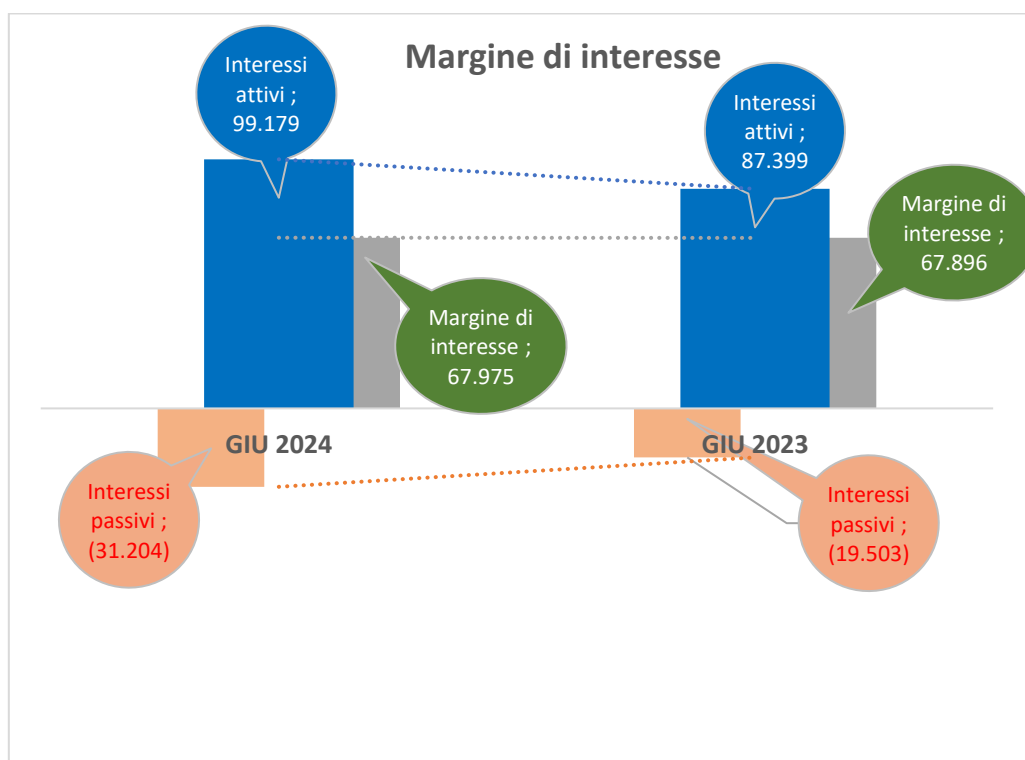 Margine di interesse
Interessi
attivi ;
99.179
Interessi
attivi ;
87.399
Margine di
interesse ;
67.896
Margine di
interesse ;
67.975
GIU 2024
GIU 2023
Interessi
passivi ;
(31.204)
Interessi
passivi ;
(19.503)